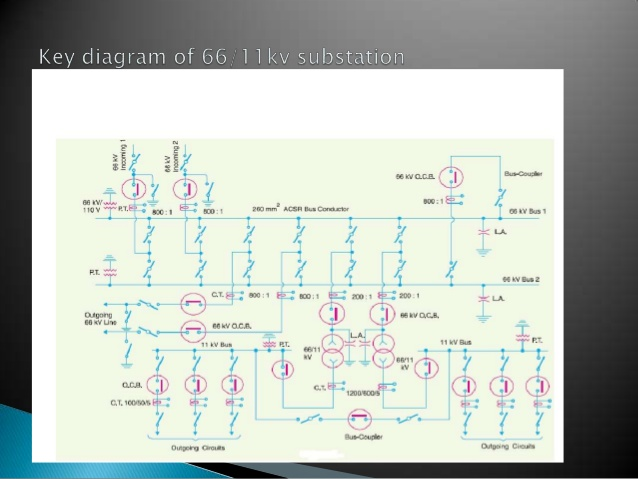 Key diagram of 66/11kv substation
66 kV
Incoming 1
66 kV
Incoming 2
66 kV O.C.B.
Bus-Coupler
66 kV/
110 V
P.T.
800 : 1
800 : 1
260 mm2 ACSR Bus Conductor
800 : 1
66 kV Bus 1
L.A.
P.T.
66 kV Bus 2
L.A.
C.T.
800 : 1
800 : 1
200 : 1
200 : 1
Outgoing
66 kV Line
66 kV O.C.B.
66 kV O.C.B.
11 kV Bus
P.T.
L.A.
11 kV Bus
P.T.
66/11
kV
66/11
kV
O.C.B.
C.T.
1200/600/5
C.T. 100/50/5
Bus-Coupler
Outgoing Circuits
Outgoing Circuits